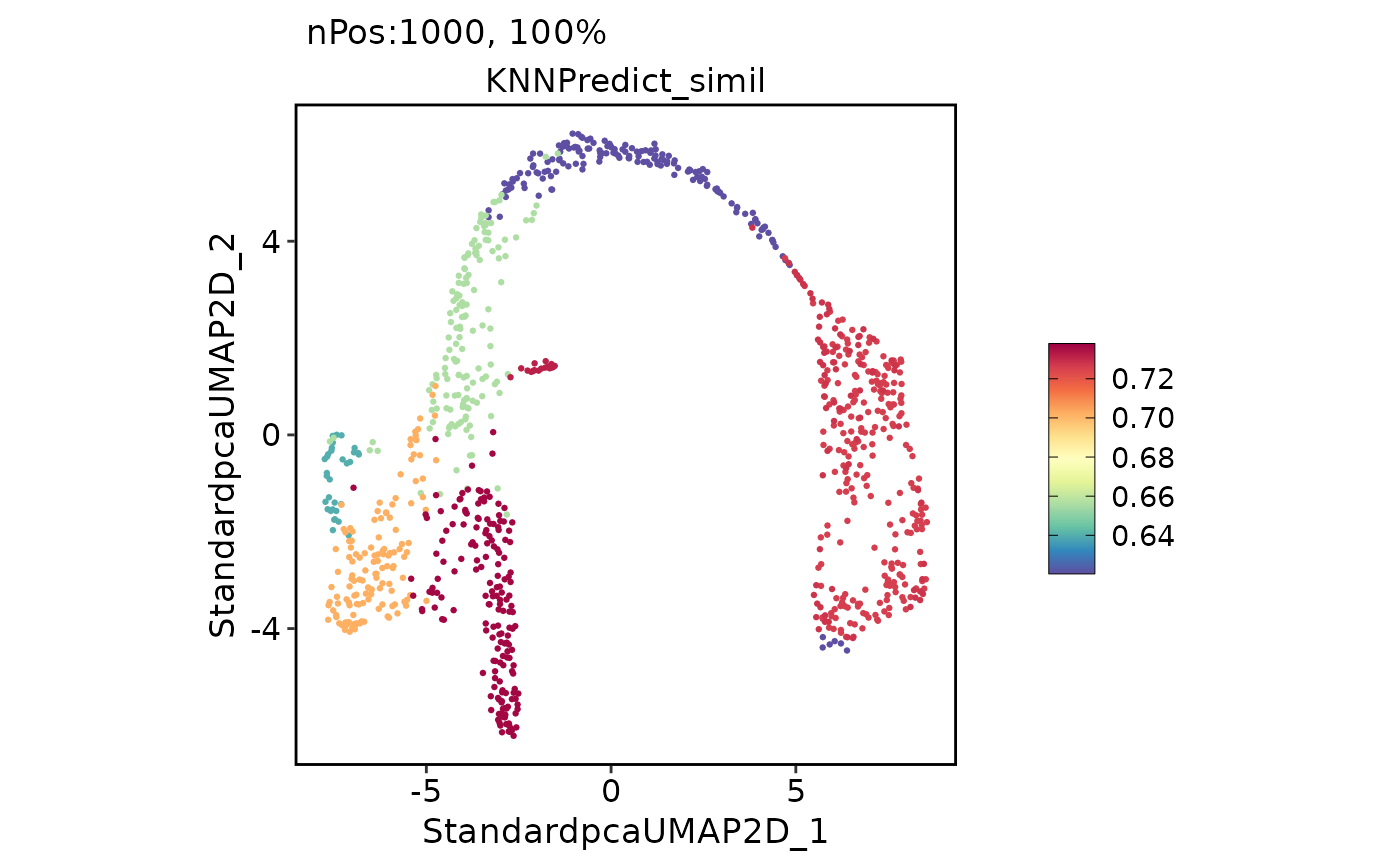 nPos:1000, 100%
KNNPredict_simil
StandardpcaUMAP2D_2
4
0
-4
-5 0 5
StandardpcaUMAP2D_1
0.72
0.70
0.68
0.66
0.64